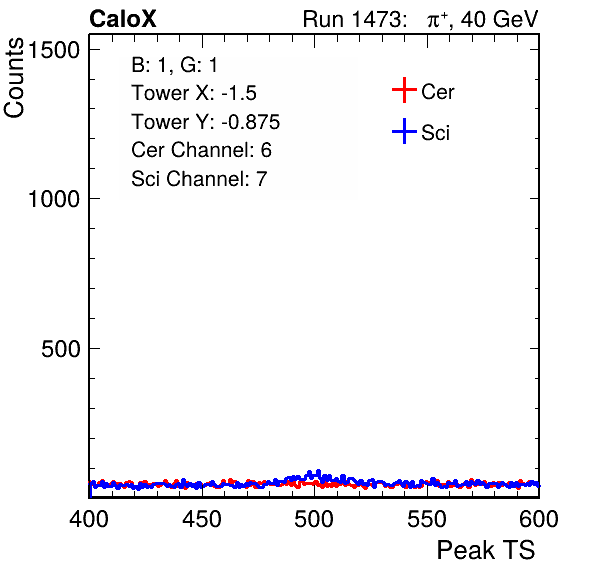 CaloX Run 1473: π⁺, 40 GeV
Counts
1500
1000
500
B: 1, G: 1
Tower X: -1.5
Tower Y: -0.875
Cer Channel: 6
Sci Channel: 7
Cer
Sci
400 450 500 550 600
Peak TS